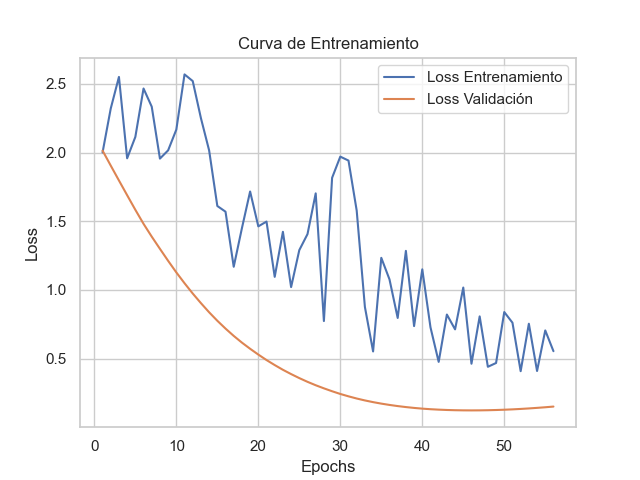 Curva de Entrenamiento
Loss Entrenamiento
Loss Validación
2.5
2.0
1.5
1.0
0.5
Loss
0 10 20 30 40 50
Epochs